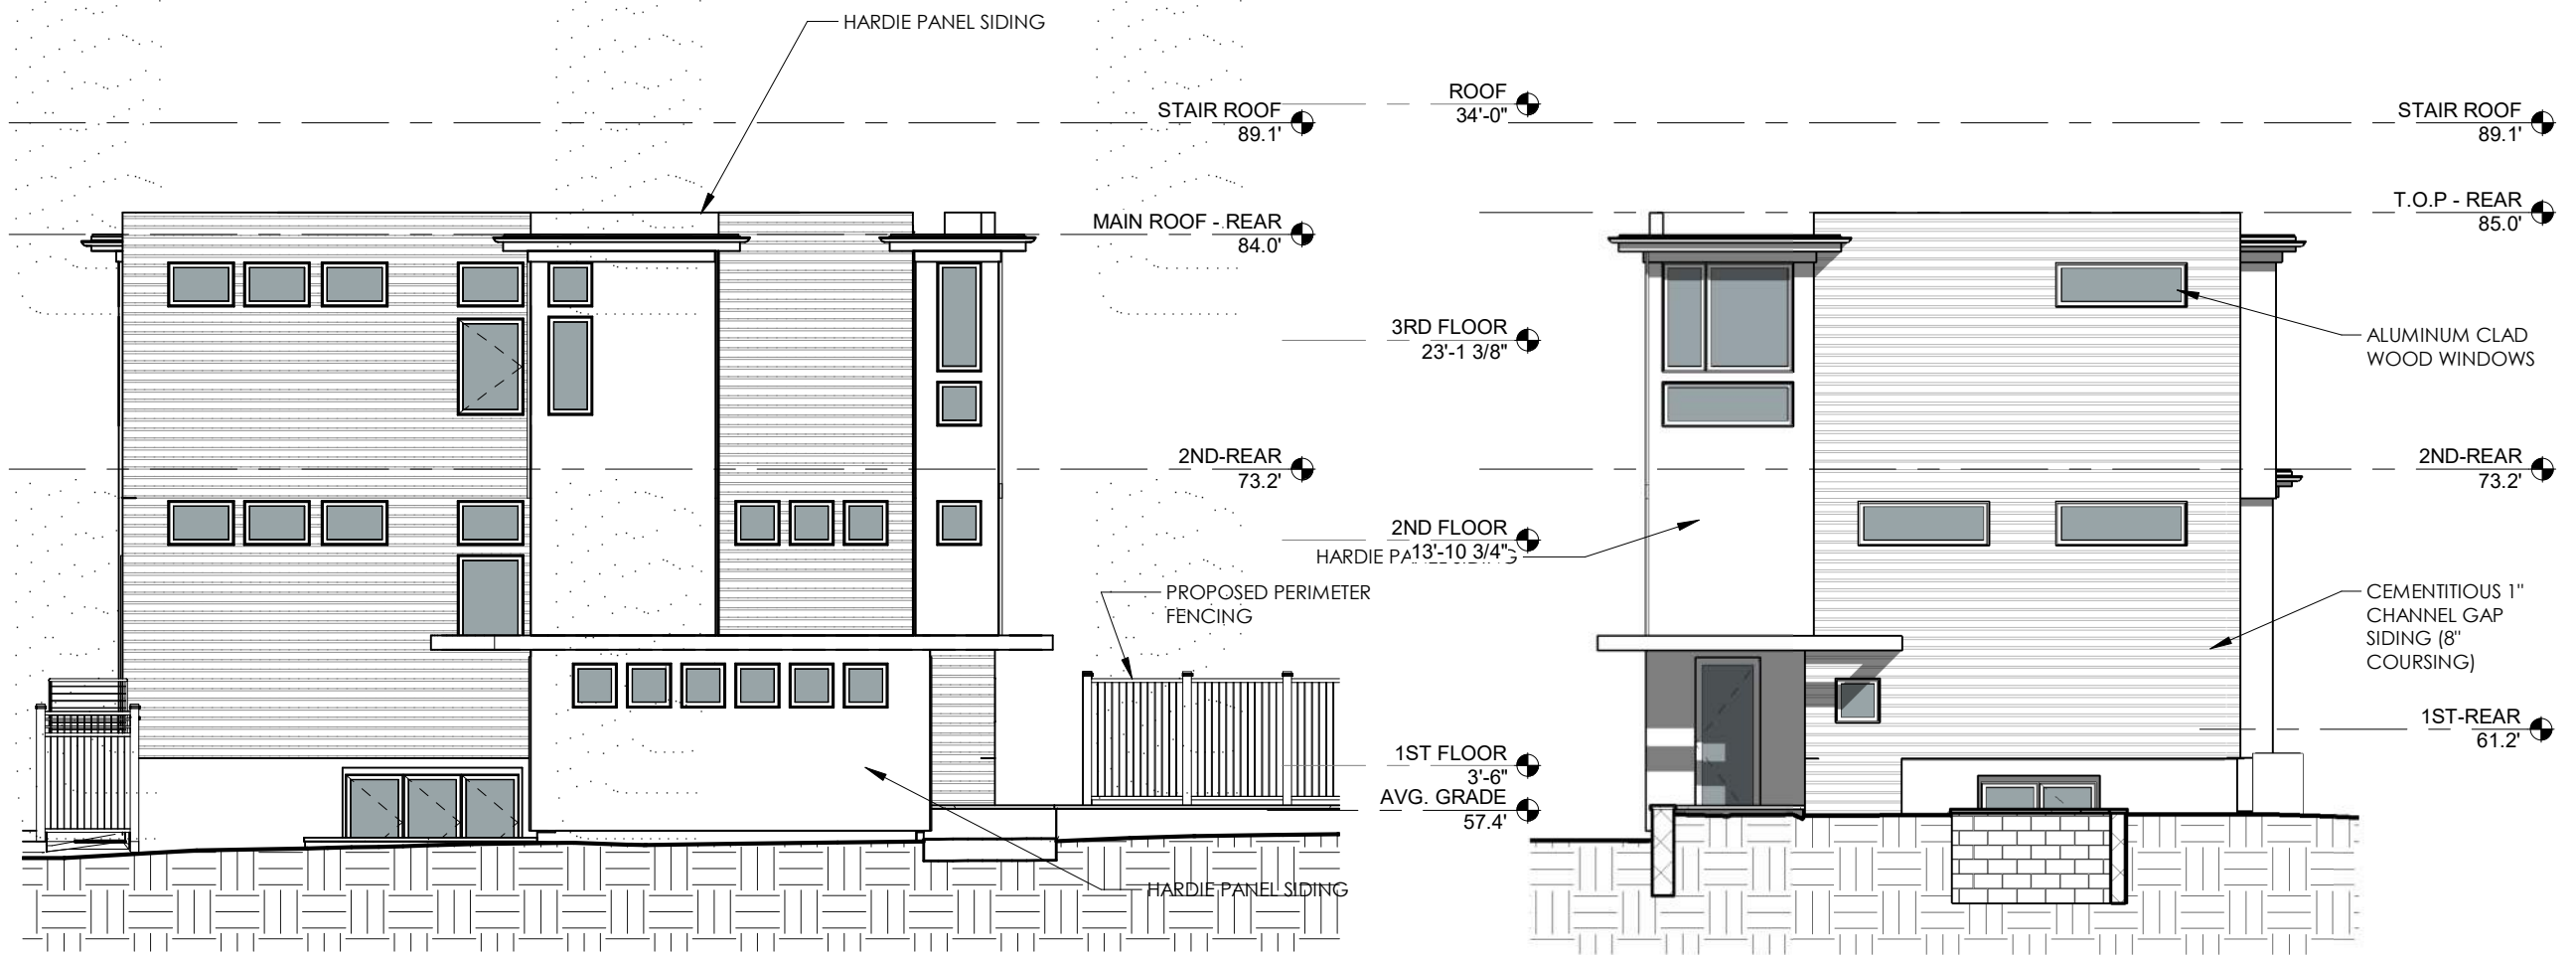 HARDIE PANEL SIDING
STAIR ROOF
89.1'
ROOF
34'-0"
STAIR ROOF
89.1'
MAIN ROOF - REAR
84.0'
T.O.P - REAR
85.0'
3RD FLOOR
23'-1 3/8"
ALUMINUM CLAD
WOOD WINDOWS
2ND-REAR
73.2'
2ND-REAR
73.2'
2ND FLOOR
13'-10 3/4"
HARDIE
PROPOSED PERIMETER
FENCING
CEMENTITIOUS 1"
CHANNEL GAP
SIDING (8"
COURSING)
1ST-REAR
61.2'
1ST FLOOR
3'-6"
AVG. GRADE
57.4'
HARDIE PANEL SIDING